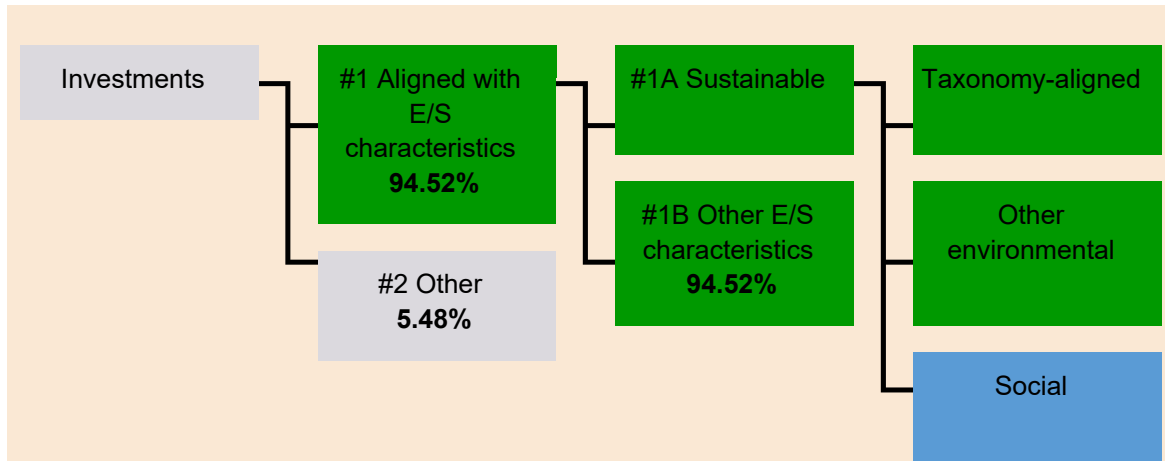 Investments
#1 Aligned with
E/S
characteristics
94.52%
#2 Other
5.48%
#1A Sustainable
#1B Other E/S
characteristics
94.52%
Taxonomy-aligned
Other
environmental
Social